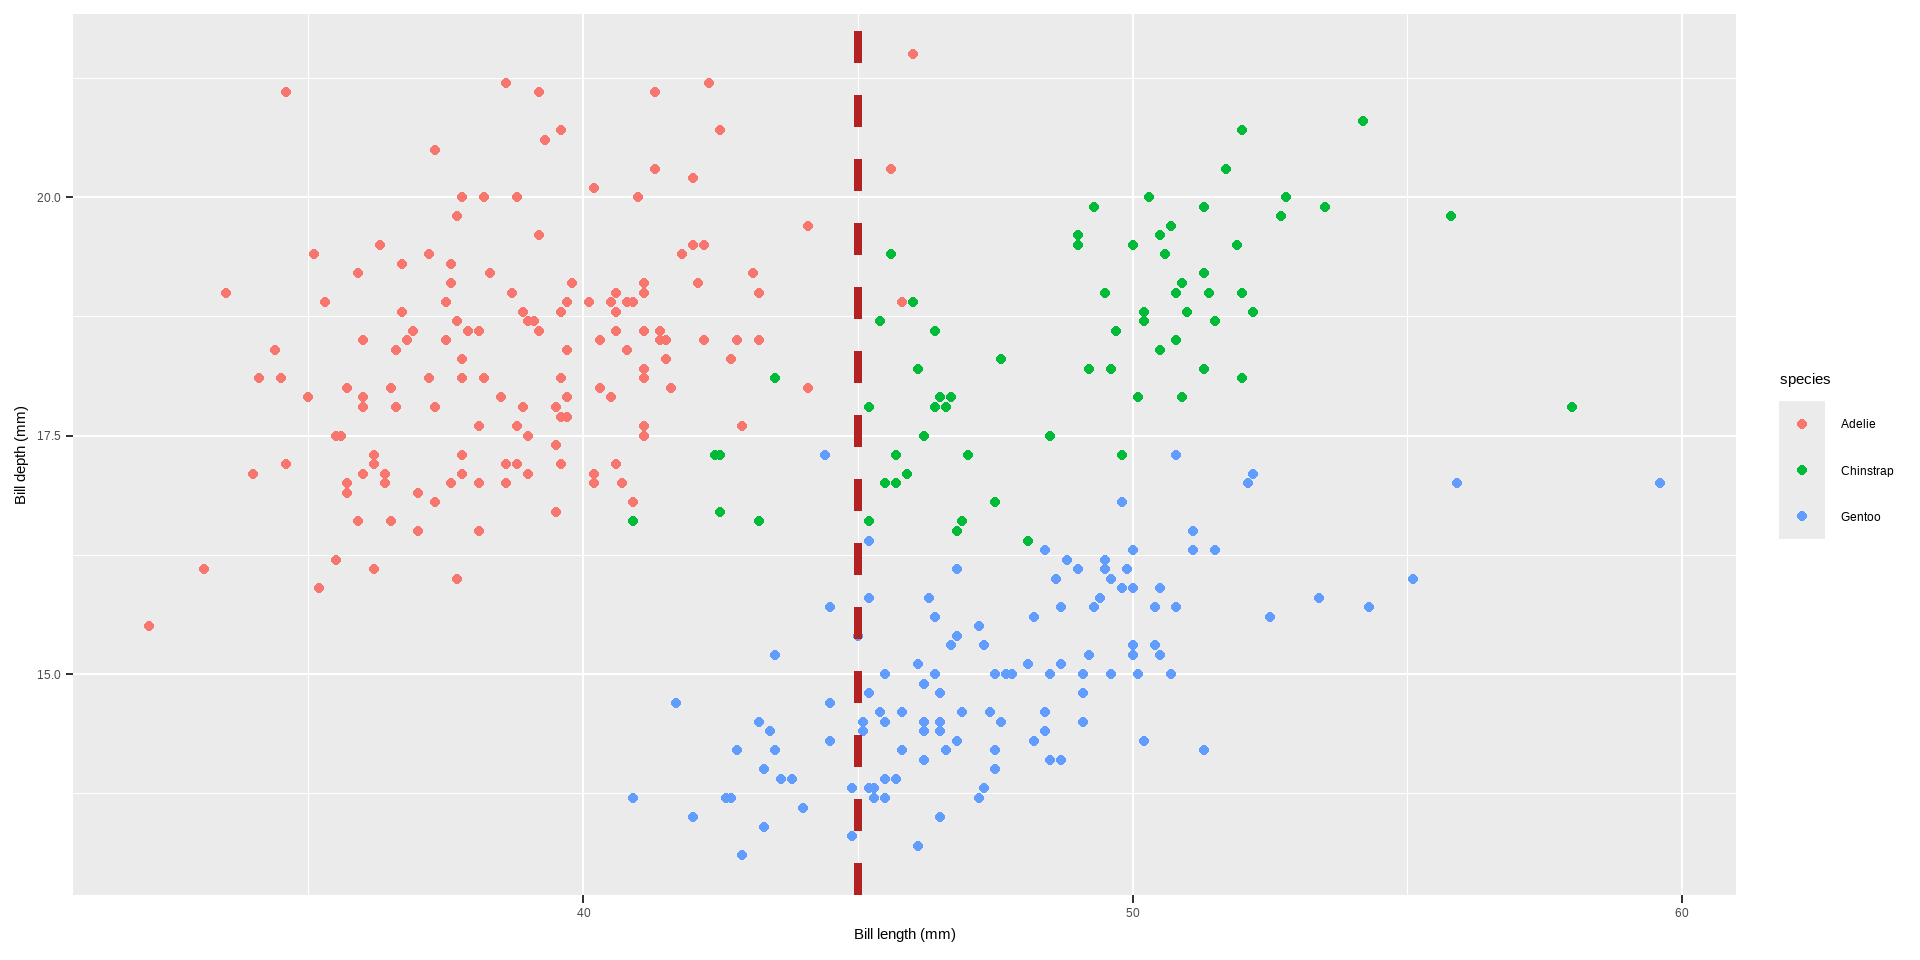 20.0
17.5
15.0
Bill depth (mm)
40
50
60
Bill length (mm)
species
Adelie
Chinstrap
Gentoo